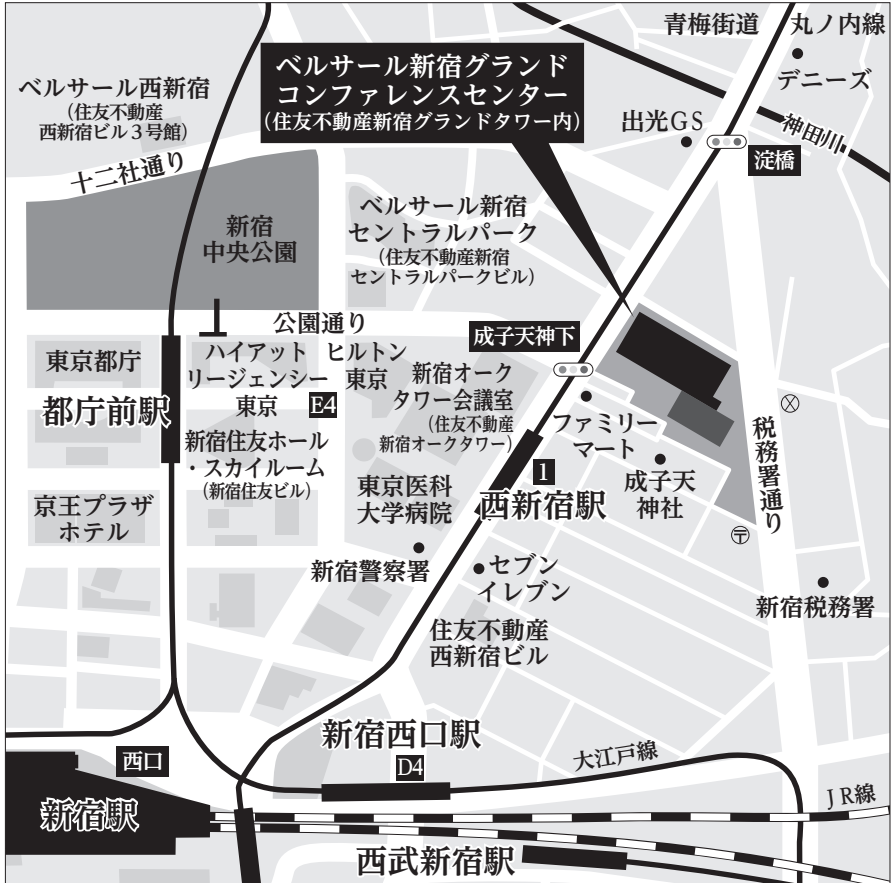 青梅街道
丸ノ内線
デニーズ
ベルサール新宿グランド
コンファレンスセンター
(住友不動産新宿グランドタワー内)
ベルサール西新宿
(住友不動産
西新宿ビル3号館)
出光GS
神田川
淀橋
十二社通り
新宿
中央公園
ベルサール新宿
セントラルパーク
(住友不動産新宿
セントラルパークビル)
公園通り
成子天神下
東京都庁
ハイアット
リージェンシー
東京
ヒルトン
東京
E4
新宿オーク
タワー会議室
(住友不動産
新宿オークタワー)
都庁前駅
ファミリー
マート
税務署通り
新宿住友ホール
・スカイルーム
(新宿住友ビル)
1
西新宿駅
成子天
神社
東京医科
大学病院
京王プラザ
ホテル
〒
新宿警察署
セブン
イレブン
新宿税務署
住友不動産
西新宿ビル
新宿西口駅
D4
西口
大江戸線
JR線
新宿駅
西武新宿駅